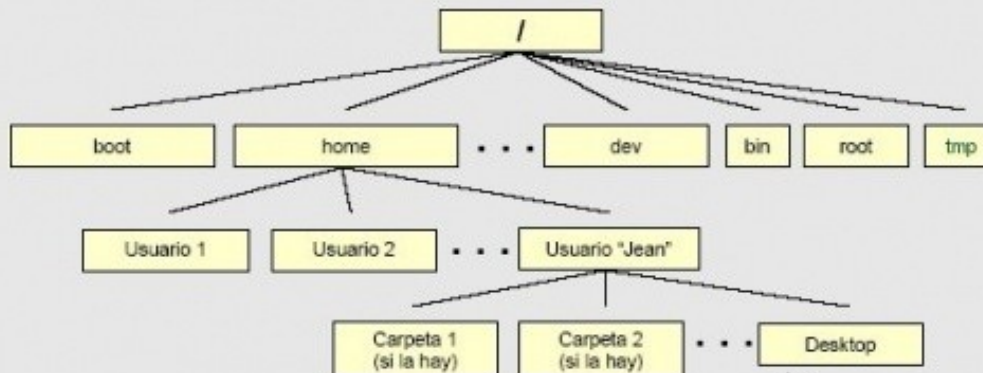 /
boot home . . . dev bin root tmp
Usuario 1 Usuario 2 . . . Usuario "Jean"
Carpeta 1 Carpeta 2 . . . Desktop
(si la hay) (si la hay)